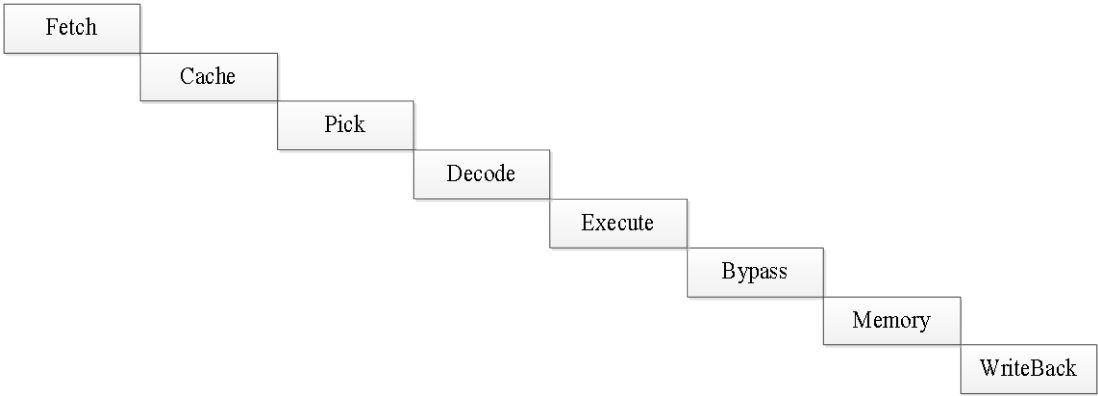 Fetch
Cache
Pick
Decode
Execute
Bypass
Memory
WriteBack